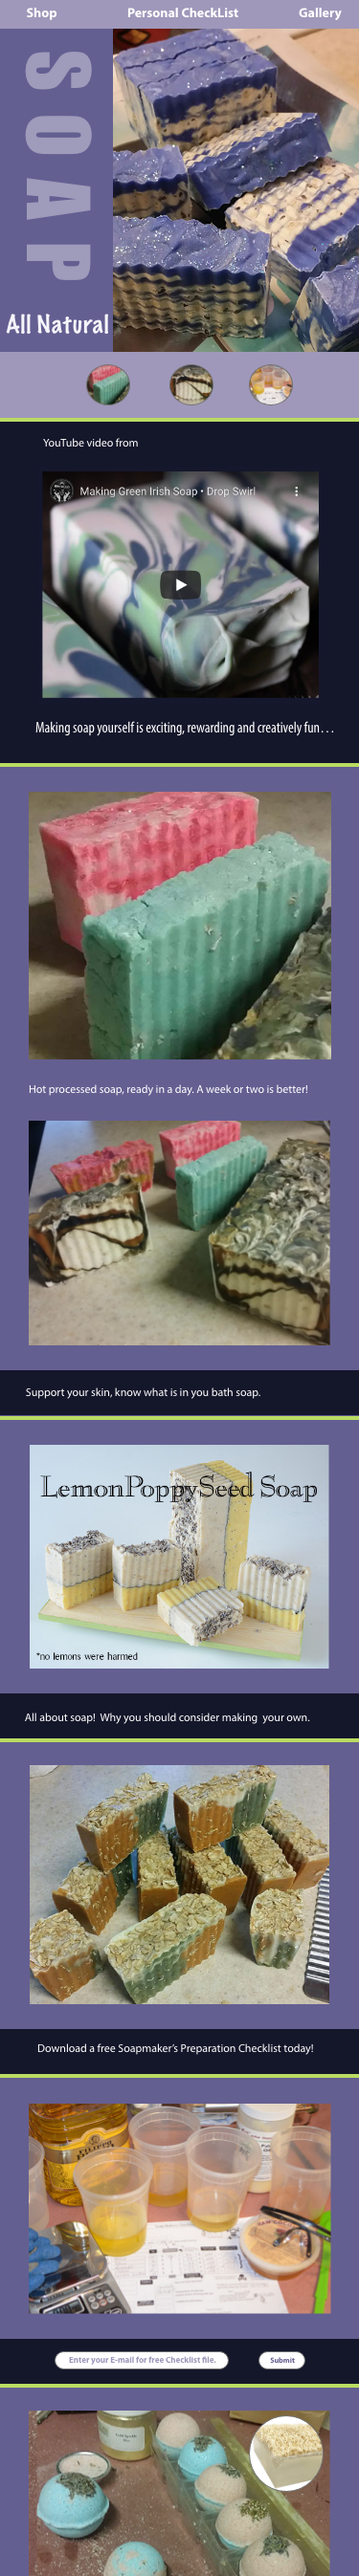 Shop Personal CheckList Gallery
SOAP
All Natural
YouTube video from
Making Green Irish Soap • Drop Swirl
Making soap yourself is exciting, rewarding and creatively fun...
Hot processed soap, ready in a day. A week or two is better!
Support your skin, know what is in you bath soap.
LemonPoppySeed Soap
*no lemons were harmed
All about soap! Why you should consider making your own.
Download a free Soapmaker's Preparation Checklist today!
Enter your E-mail for free Checklist file. Submit